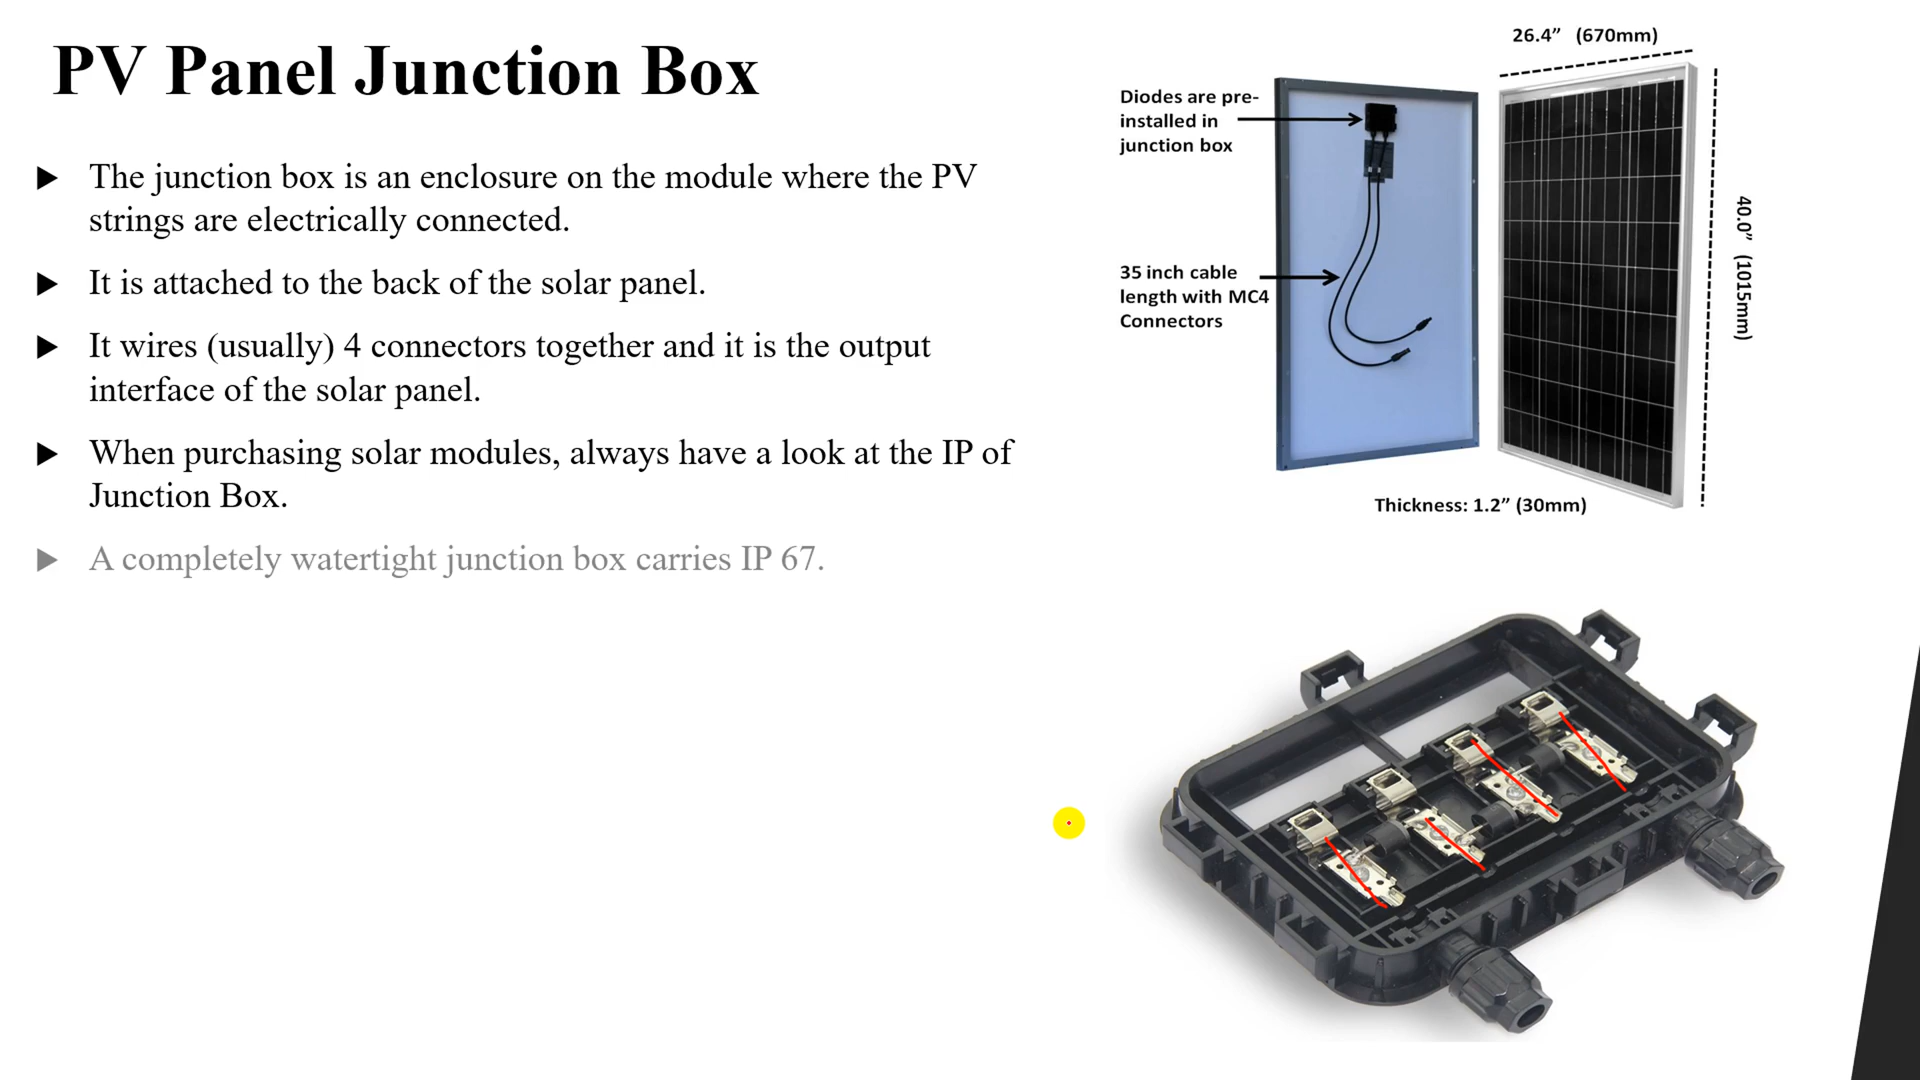 PV Panel Junction Box
The junction box is an enclosure on the module where the PV
strings are electrically connected.
It is attached to the back of the solar panel.
It wires (usually) 4 connectors together and it is the output
interface of the solar panel.
When purchasing solar modules, always have a look at the IP of
Junction Box.
A completely watertight junction box carries IP 67.
26.4” (670mm)
Diodes are pre-
installed in
junction box
35 inch cable
length with MC4
Connectors
40.0” (1015mm)
Thickness: 1.2” (30mm)